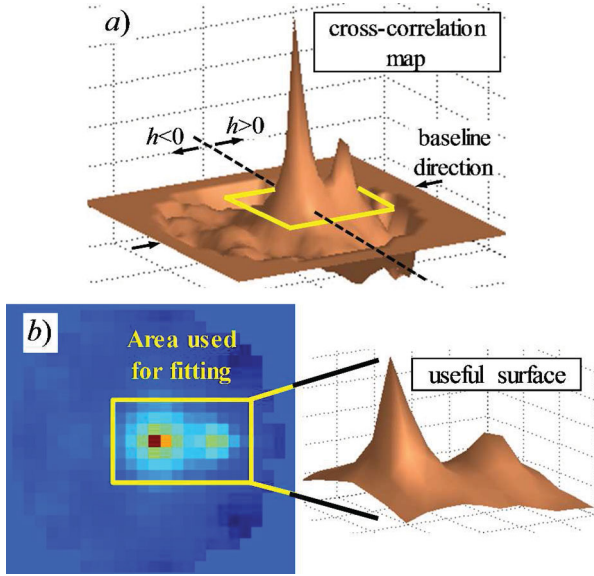 a)
cross-correlation
map
h<0
h>0
baseline
direction
b)
Area used
for fitting
useful surface